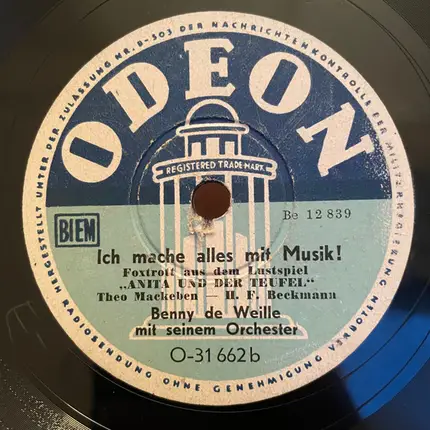 UNTER DER ZULASSUNG NR. B-303 DER NACHRICHTENKONTROLLE DER MILITÄRREGIERUNG
ODEON
REGISTERED TRADE-MARK
Be 12 839
BIEM
Ich mache alles mit Musik!
Foxtrott aus dem Lustspiel
„ANITA UND DER TEUFEL“
Theo Mackeben — H. F. Beckmann
Benny de Weille
mit seinem Orchester
O-31 662 b
RADIOSENDUNG OHNE GENEHMIGUNG VERBOTEN